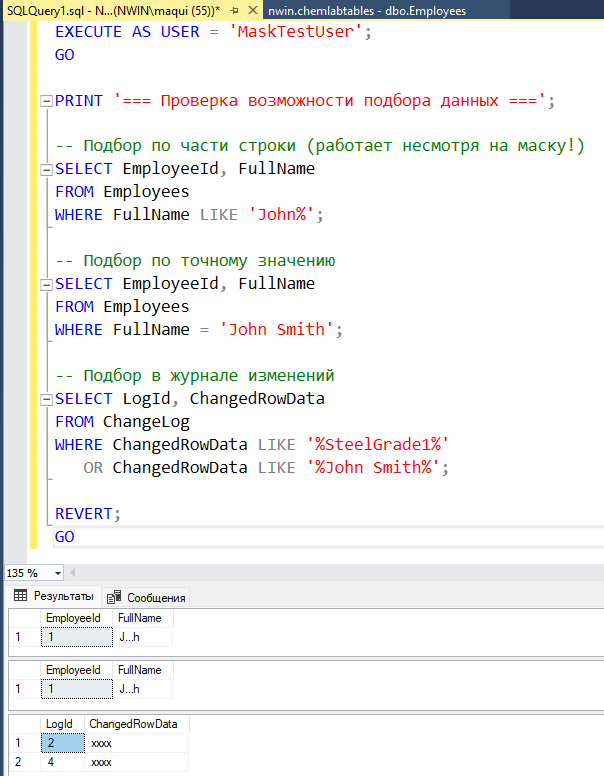 SQLQuery1.sql - N...(NWIN\maqui (55))* nwin.chemlabtables - dbo.Employees
EXECUTE AS USER = 'MaskTestUser';
GO
PRINT '=== Проверка возможности подбора данных ===';
-- Подбор по части строки (работает несмотря на маску!)
SELECT EmployeeId, FullName
FROM Employees
WHERE FullName LIKE 'John%';
-- Подбор по точному значению
SELECT EmployeeId, FullName
FROM Employees
WHERE FullName = 'John Smith';
-- Подбор в журнале изменений
SELECT LogId, ChangedRowData
FROM ChangeLog
WHERE ChangedRowData LIKE '%SteelGrade1%'
OR ChangedRowData LIKE '%John Smith%';
REVERT;
GO
135 %
Результаты Сообщения
EmployeeId FullName
1 1 J...h
EmployeeId FullName
1 1 J...h
LogId ChangedRowData
1 2 xxxx
2 4 xxxx